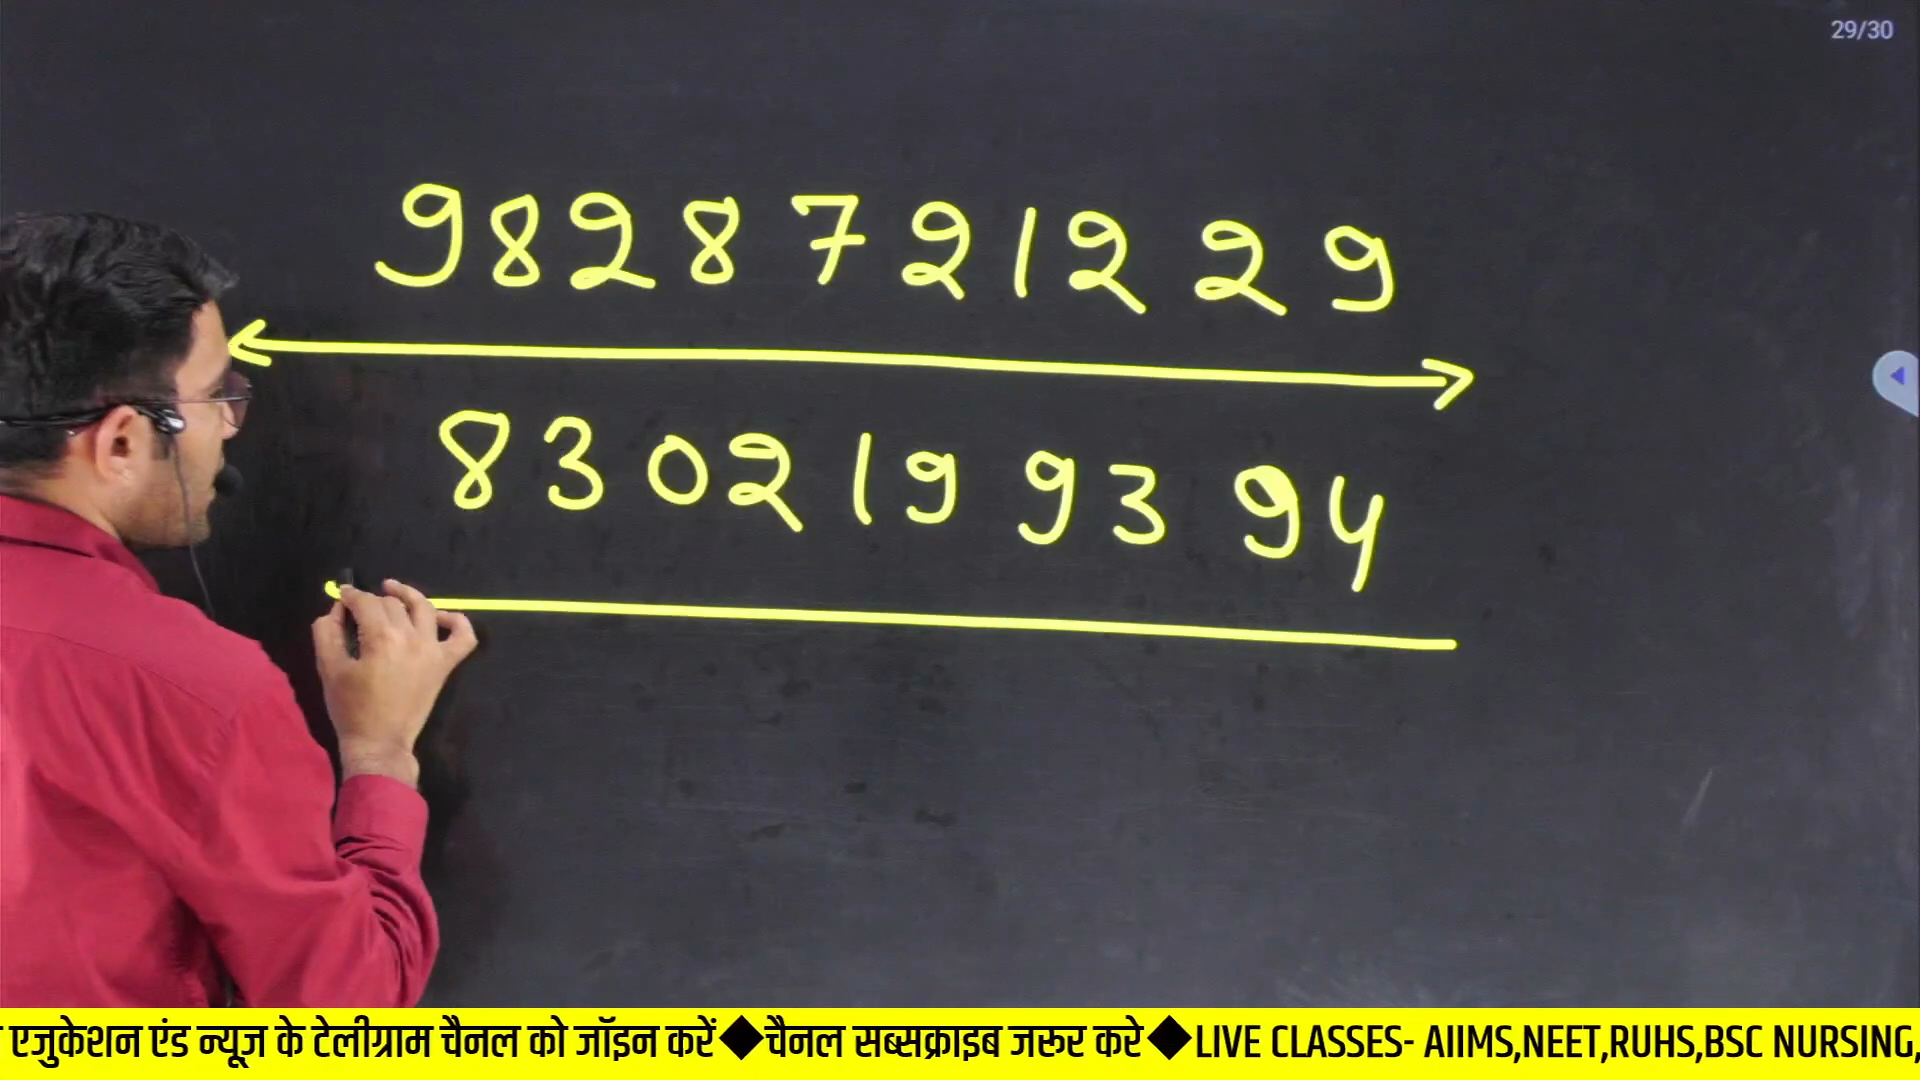 29/30
9828721229
8302199394
एजुकेशन एंड न्यूज़ के टेलीग्राम चैनल को जॉइन करें◆चैनल सब्सक्राइब जरूर करे◆LIVE CLASSES- AIIMS,NEET,RUHS,BSC NURSING,